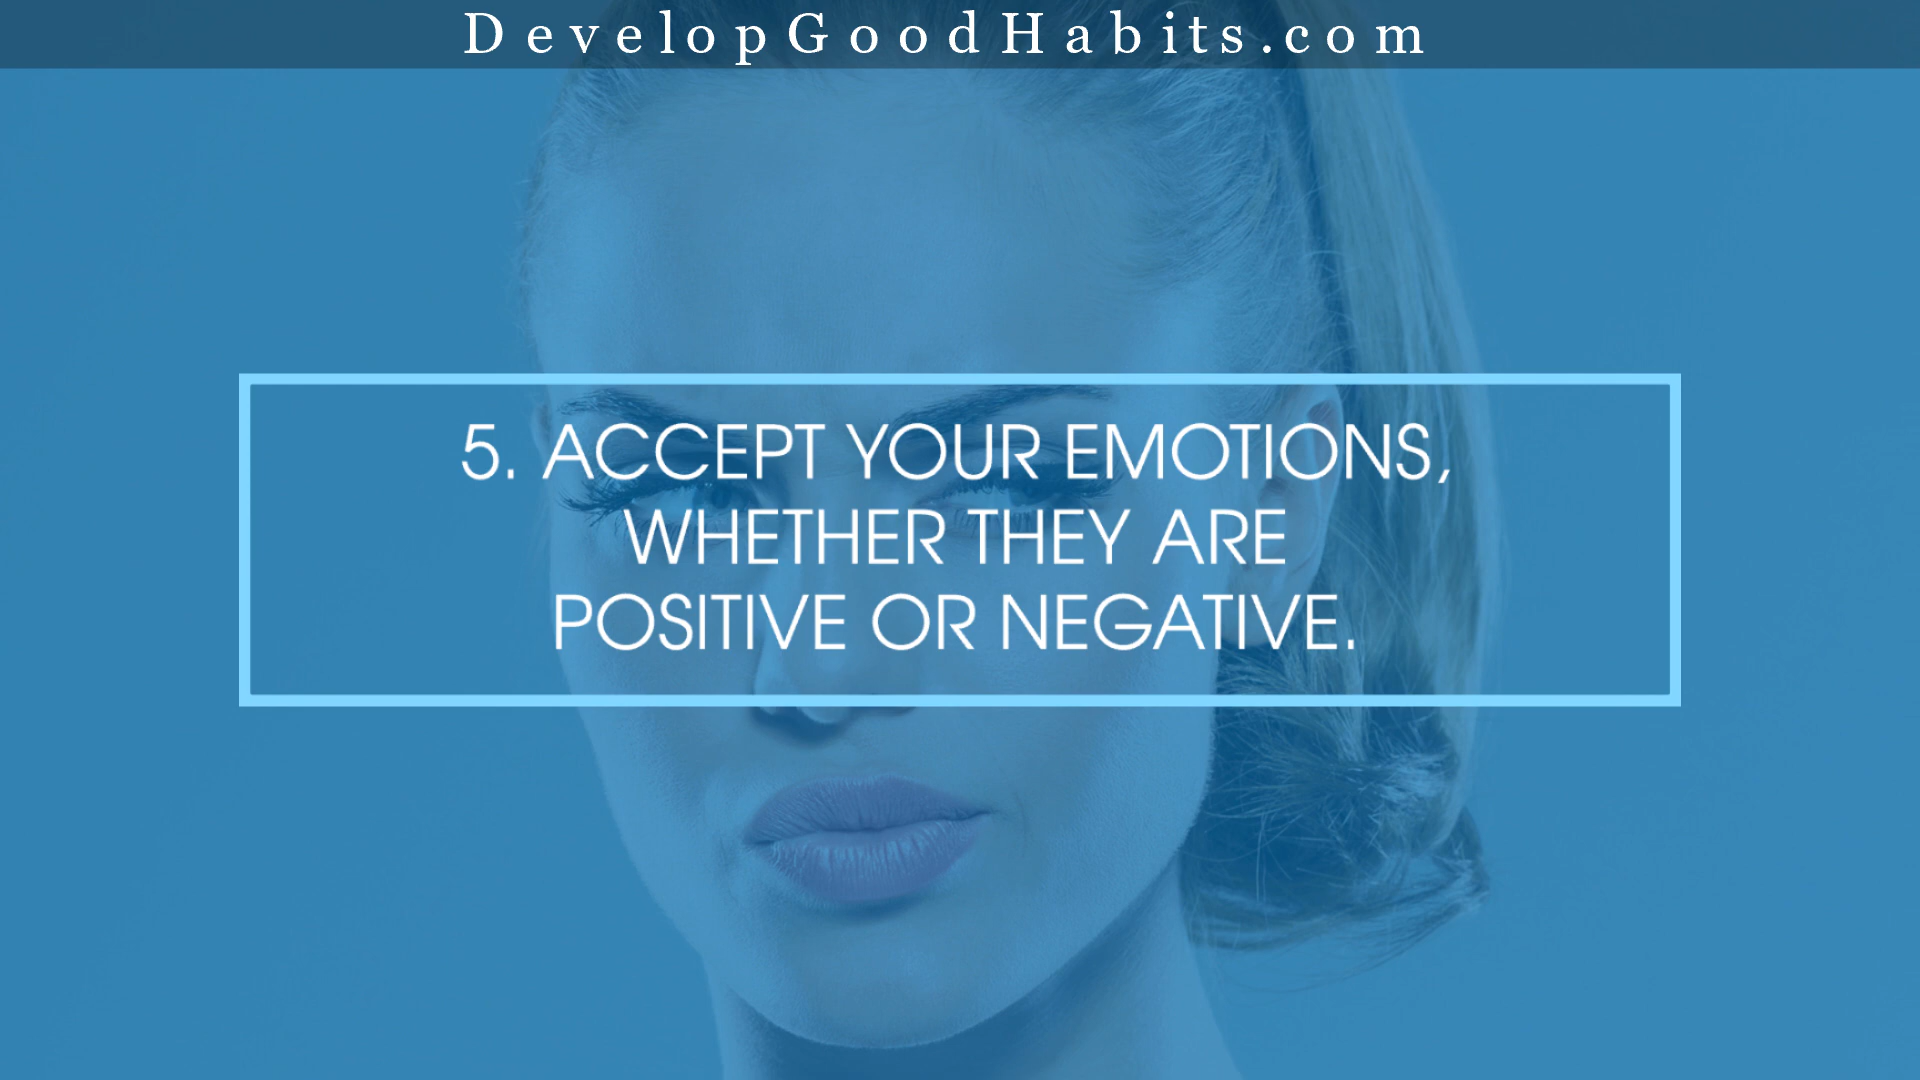 DevelopGoodHabits.com
5. ACCEPT YOUR EMOTIONS,
WHETHER THEY ARE
POSITIVE OR NEGATIVE.